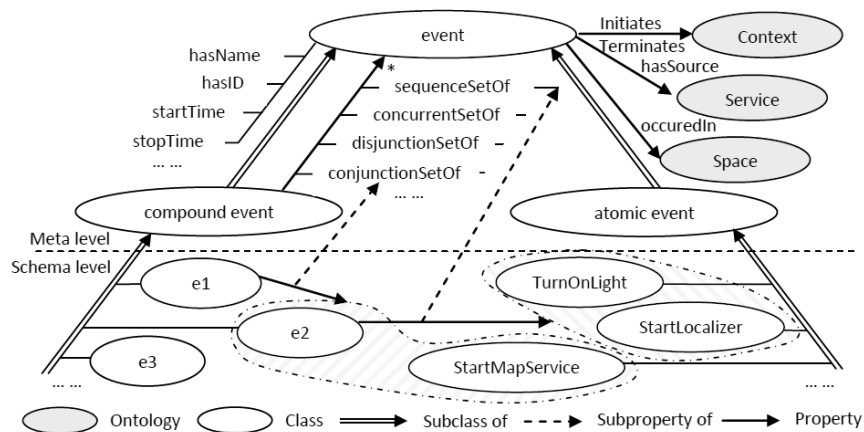 event
Initiates
Context
Terminates
hasSource
hasName
*
sequenceSetOf
hasID
Service
startTime
concurrentSetOf
occuredIn
stopTime
disjunctionSetOf
Space
... ...
conjunctionSetOf
... ...
compound event
atomic event
Meta level
Schema level
e1
TurnOnLight
e2
StartLocalizer
e3
StartMapService
... ...
... ...
Ontology
Class
Subclass of
Subproperty of
Property